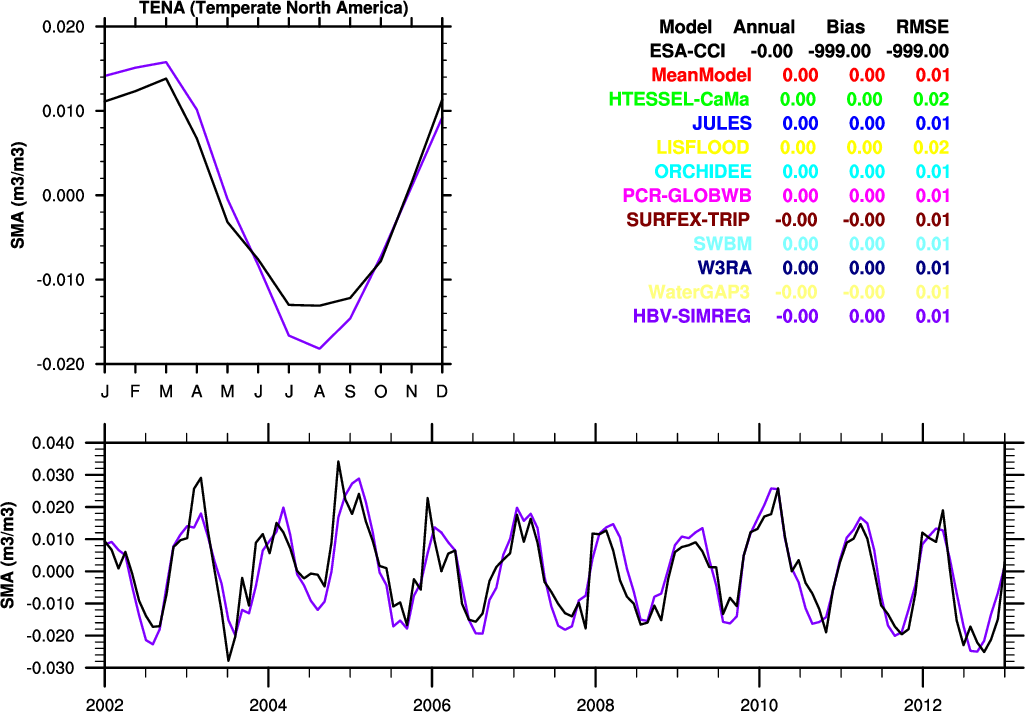 TENA (Temperate North America)
0.020
0.010
0.000
-0.010
-0.020
SMA (m3/m3)
J F M A M J J A S O N D
Model Annual Bias RMSE
ESA-CCI -0.00 -999.00 -999.00
MeanModel 0.00 0.00 0.01
HTESSEL-CaMa 0.00 0.00 0.02
JULES 0.00 0.00 0.01
LISFLOOD 0.00 0.00 0.02
ORCHIDEE 0.00 0.00 0.01
PCR-GLOBWB 0.00 0.00 0.01
SURFEX-TRIP -0.00 -0.00 0.01
SWBM 0.00 0.00 0.01
W3RA 0.00 0.00 0.01
WaterGAP3 -0.00 -0.00 0.01
HBV-SIMREG -0.00 0.00 0.01
0.040
0.030
0.020
0.010
0.000
-0.010
-0.020
-0.030
SMA (m3/m3)
2002 2004 2006 2008 2010 2012